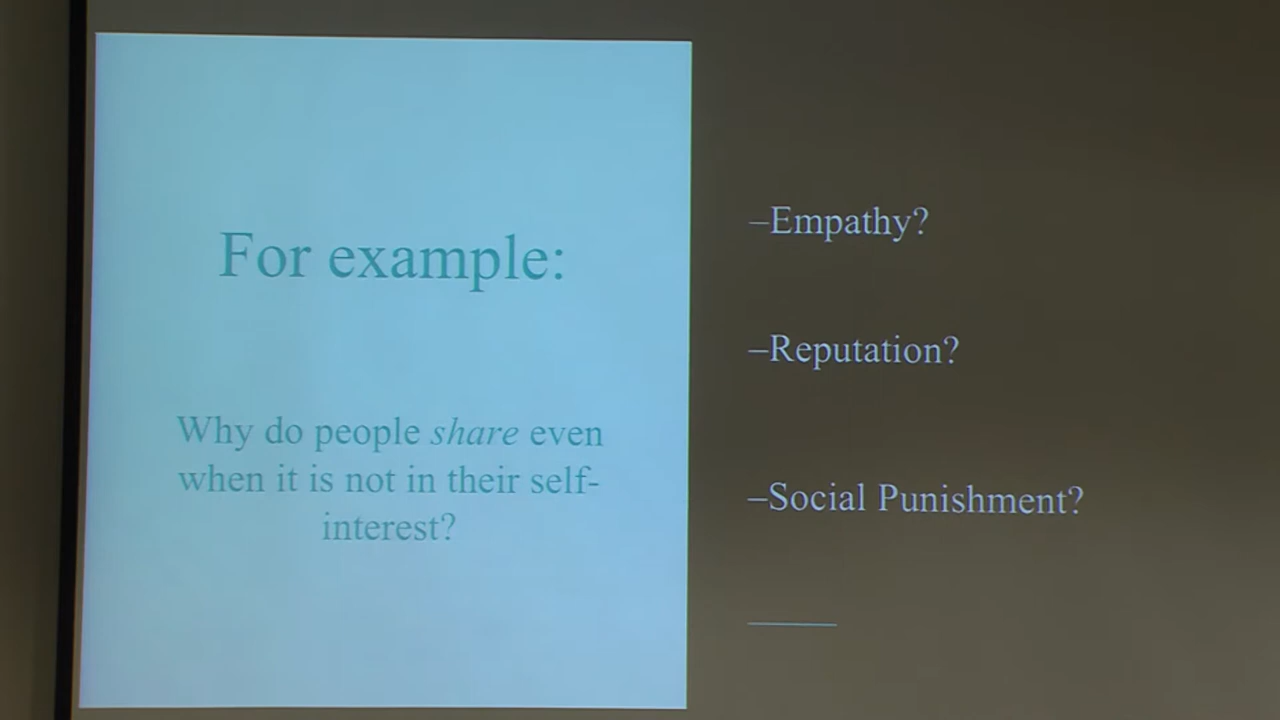 For example:
Why do people share even
when it is not in their self-
interest?
–Empathy?
–Reputation?
–Social Punishment?